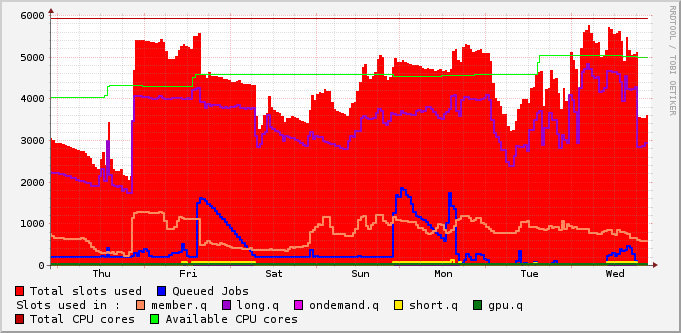 RRDTOOL / TOBI OETIKER
6000
5000
4000
3000
2000
1000
0
Thu Fri Sat Sun Mon Tue Wed
Total slots used Queued Jobs
Slots used in : member.q long.q ondemand.q short.q gpu.q
Total CPU cores Available CPU cores